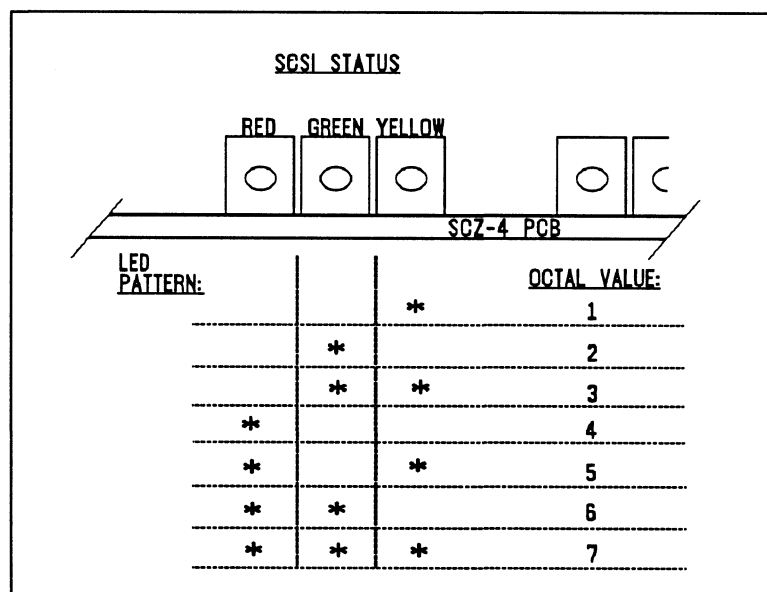 SCSI STATUS
RED GREEN YELLOW
SCZ-4 PCB
LED
PATTERN:
OCTAL VALUE:
* 1
* 2
* * 3
* 4
* * 5
* * 6
* * * 7